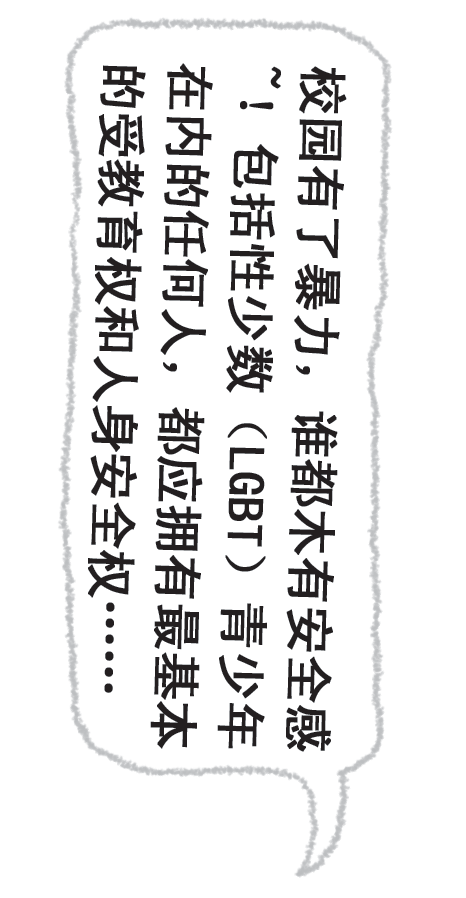 校园有了暴力，谁都木有安全感
~！包括性少数（LGBT）青少年
在内的任何人，都应拥有最基本
的受教育权和人身安全权……